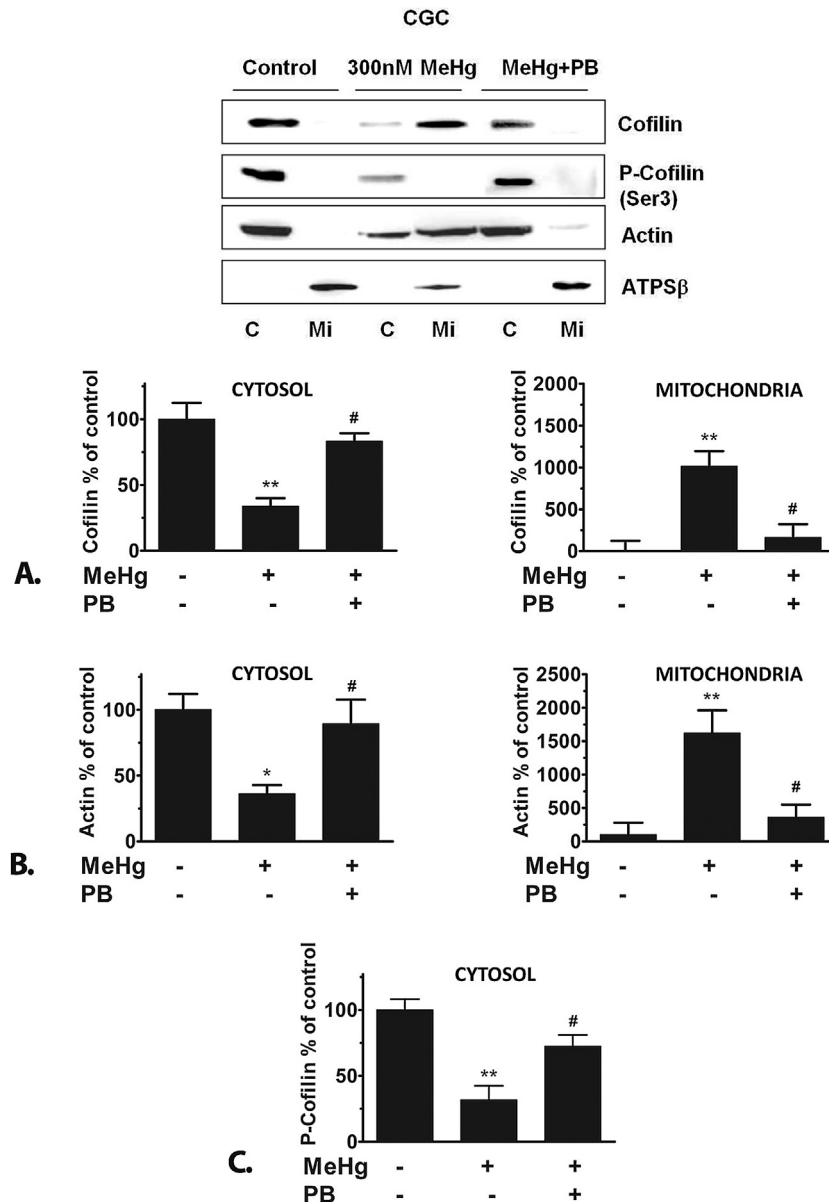 CGC
Control 300nM MeHg MeHg+PB
Cofilin
P-Cofilin
(Ser3)
Actin
ATPSβ
C Mi C Mi C Mi
CYTOSOL
Cofilin % of control
100
50
0
**
#
MeHg - + +
PB - - +
MITOCHONDRIA
Cofilin % of control
2000
1500
1000
500
0
**
#
MeHg - + +
PB - - +
A.
CYTOSOL
Actin % of control
100
50
0
*
#
MeHg - + +
PB - - +
MITOCHONDRIA
Actin % of control
2500
2000
1500
1000
500
0
**
#
MeHg - + +
PB - - +
B.
CYTOSOL
P-Cofilin % of control
100
50
0
**
#
MeHg - + +
PB - - +
C.